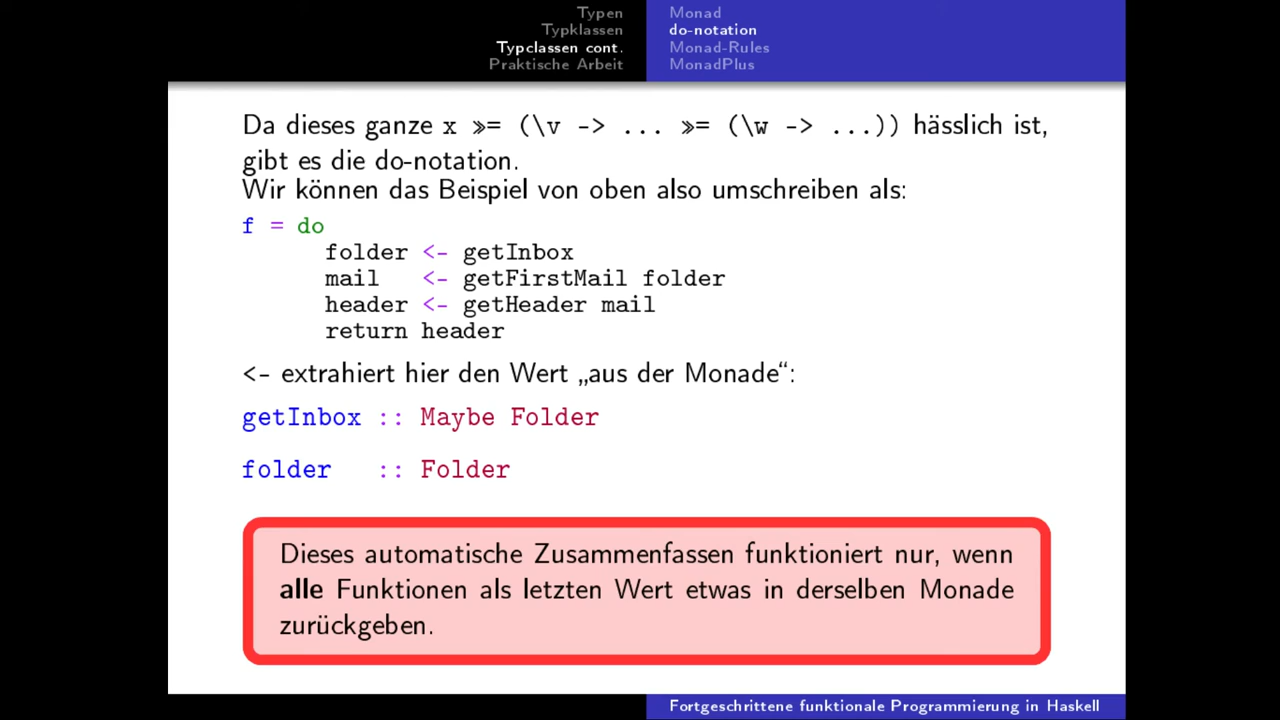 Typen
Typklassen
Typclassen cont.
Praktische Arbeit
Monad
do-notation
Monad-Rules
MonadPlus
Da dieses ganze x >>= (\v -> ... >>= (\w -> ...)) hässlich ist,
gibt es die do-notation.
Wir können das Beispiel von oben also umschreiben als:
f = do
folder <- getInbox
mail <- getFirstMail folder
header <- getHeader mail
return header
<- extrahiert hier den Wert „aus der Monade“:
getInbox :: Maybe Folder
folder :: Folder
Dieses automatische Zusammenfassen funktioniert nur, wenn
alle Funktionen als letzten Wert etwas in derselben Monade
zurückgeben.
Fortgeschrittene funktionale Programmierung in Haskell